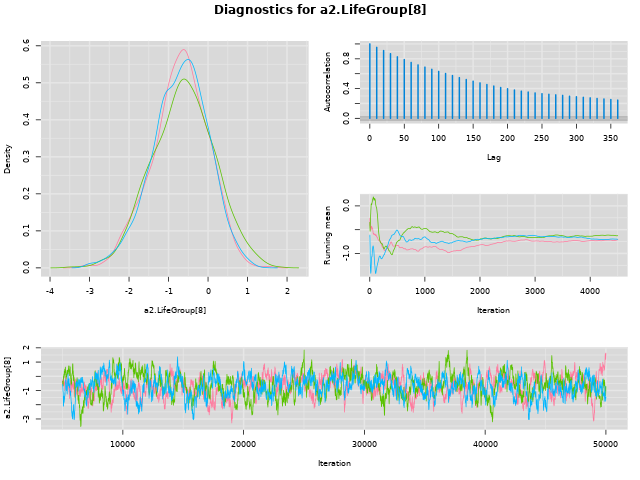 Diagnostics for a2.LifeGroup[8]
Density
0.0 0.1 0.2 0.3 0.4 0.5 0.6
-4 -3 -2 -1 0 1 2
a2.LifeGroup[8]
Autocorrelation
0.0 0.4 0.8
0 50 100 150 200 250 300 350
Lag
Running mean
-1.0 0.0
0 1000 2000 3000 4000
Iteration
a2.LifeGroup[8]
-3 -1 2
10000 20000 30000 40000 50000
Iteration